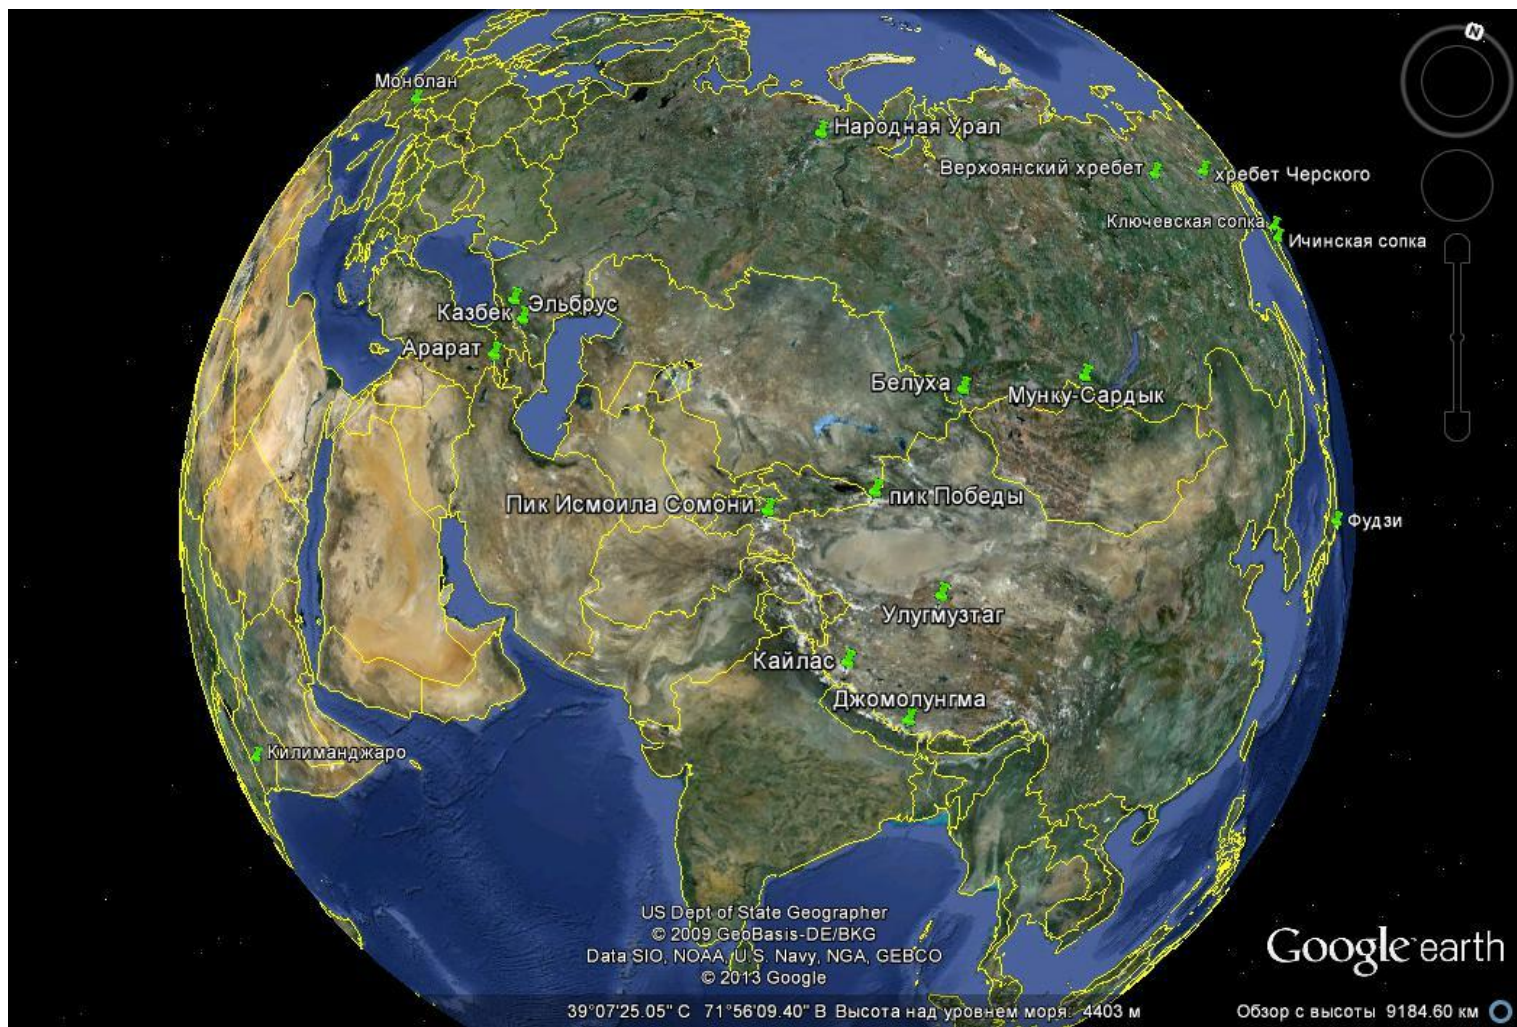 N
Монблан
Народная Урал
Верхоянский хребет
хребет Черского
Ключевская сопка
Ичинская сопка
Эльбрус
Казбек
Арарат
Белуха
Мунку-Сардык
Пик Исмоила Сомони
пик Победы
Фудзи
Улугмузтаг
Кайлас
Джомолунгма
Килиманджаро
US Dept of State Geographer
© 2009 GeoBasis-DE/BKG
Data SIO, NOAA, U.S. Navy, NGA, GEBCO
© 2013 Google
Google earth
39°07'25.05" С 71°56'09.40" В Высота над уровнем моря: 4403 м
Обзор с высоты 9184.60 км